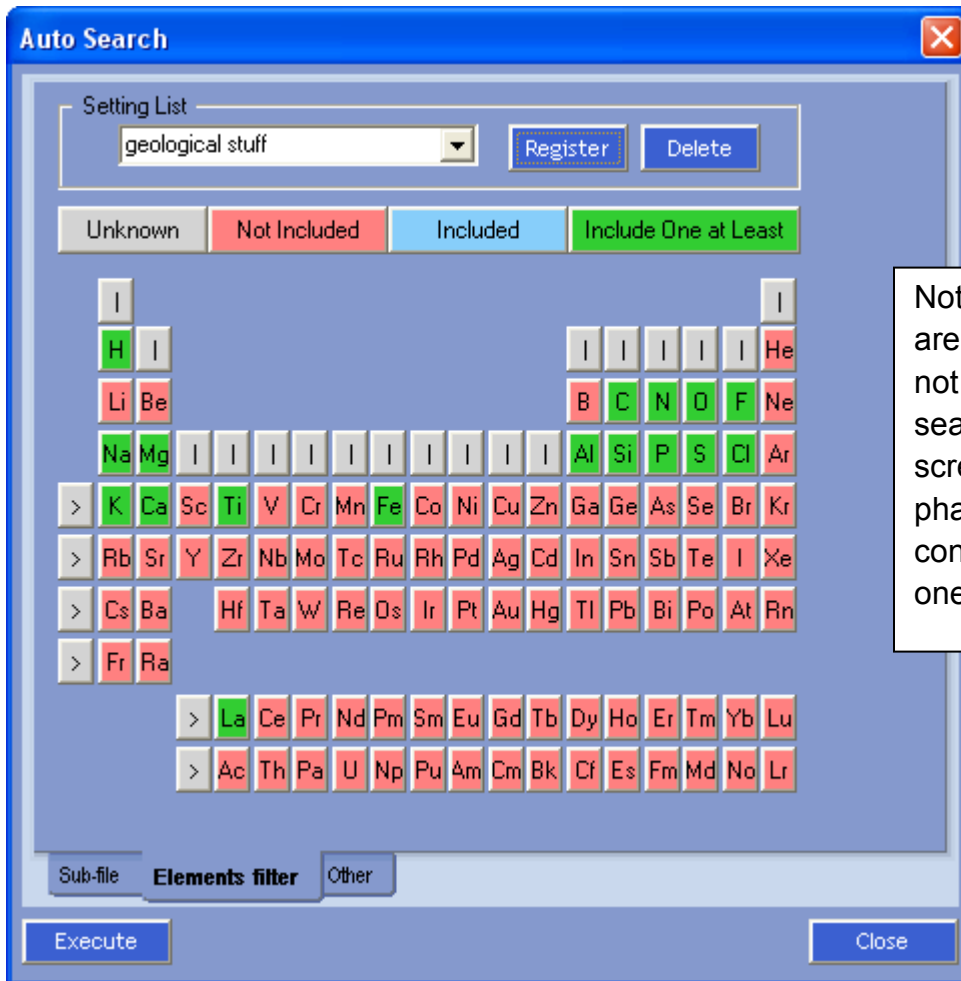 Auto Search
Setting List
geological stuff
Register Delete
Unknown Not Included Included Include One at Least
| |
H | | | | | | He
Li Be B C N O F Ne
Na Mg | | | | | | | | | | Al Si P S Cl Ar
> K Ca Sc Ti V Cr Mn Fe Co Ni Cu Zn Ga Ge As Se Br Kr
> Rb Sr Y Zr Nb Mo Tc Ru Rh Pd Ag Cd In Sn Sb Te I Xe
> Cs Ba Hf Ta W Re Os Ir Pt Au Hg Tl Pb Bi Po At Rn
> Fr Ra
> La Ce Pr Nd Pm Sm Eu Gd Tb Dy Ho Er Tm Yb Lu
> Ac Th Pa U Np Pu Am Cm Bk Cf Es Fm Md No Lr
Sub-file Elements filter Other
Execute Close
are
not
one